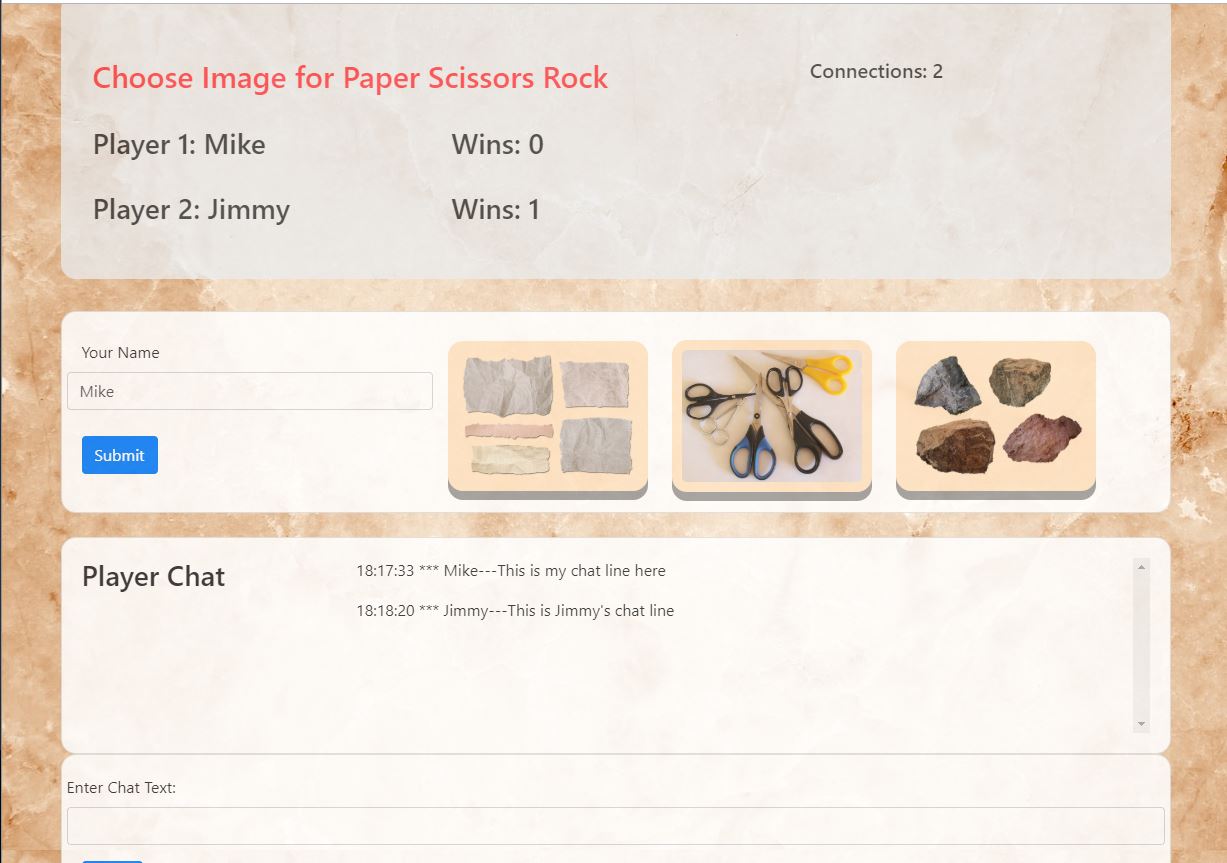 Choose Image for Paper Scissors Rock
Connections: 2
Player 1: Mike
Wins: 0
Player 2: Jimmy
Wins: 1
Your Name
Mike
Submit
Player Chat
18:17:33 *** Mike---This is my chat line here
18:18:20 *** Jimmy---This is Jimmy's chat line
Enter Chat Text: